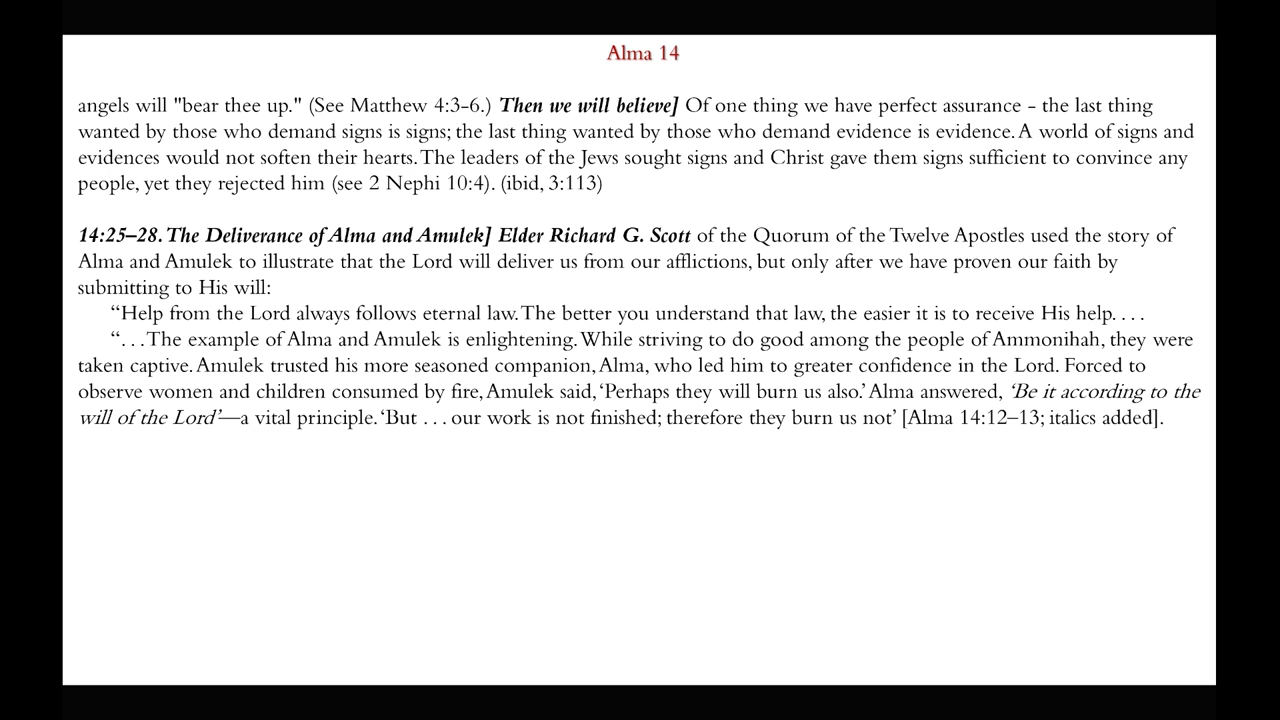 Alma 14
angels will "bear thee up." (See Matthew 4:3-6.) Then we will believe] Of one thing we have perfect assurance - the last thing
wanted by those who demand signs is signs; the last thing wanted by those who demand evidence is evidence. A world of signs and
evidences would not soften their hearts. The leaders of the Jews sought signs and Christ gave them signs sufficient to convince any
people, yet they rejected him (see 2 Nephi 10:4). (ibid, 3:113)
14:25–28. The Deliverance of Alma and Amulek] Elder Richard G. Scott of the Quorum of the Twelve Apostles used the story of
Alma and Amulek to illustrate that the Lord will deliver us from our afflictions, but only after we have proven our faith by
submitting to His will:
“Help from the Lord always follows eternal law. The better you understand that law, the easier it is to receive His help. . . .
“. . . The example of Alma and Amulek is enlightening. While striving to do good among the people of Ammonihah, they were
taken captive. Amulek trusted his more seasoned companion, Alma, who led him to greater confidence in the Lord. Forced to
observe women and children consumed by fire, Amulek said, ‘Perhaps they will burn us also.’ Alma answered, ‘Be it according to the
will of the Lord’—a vital principle. ‘But . . . our work is not finished; therefore they burn us not’ [Alma 14:12–13; italics added].